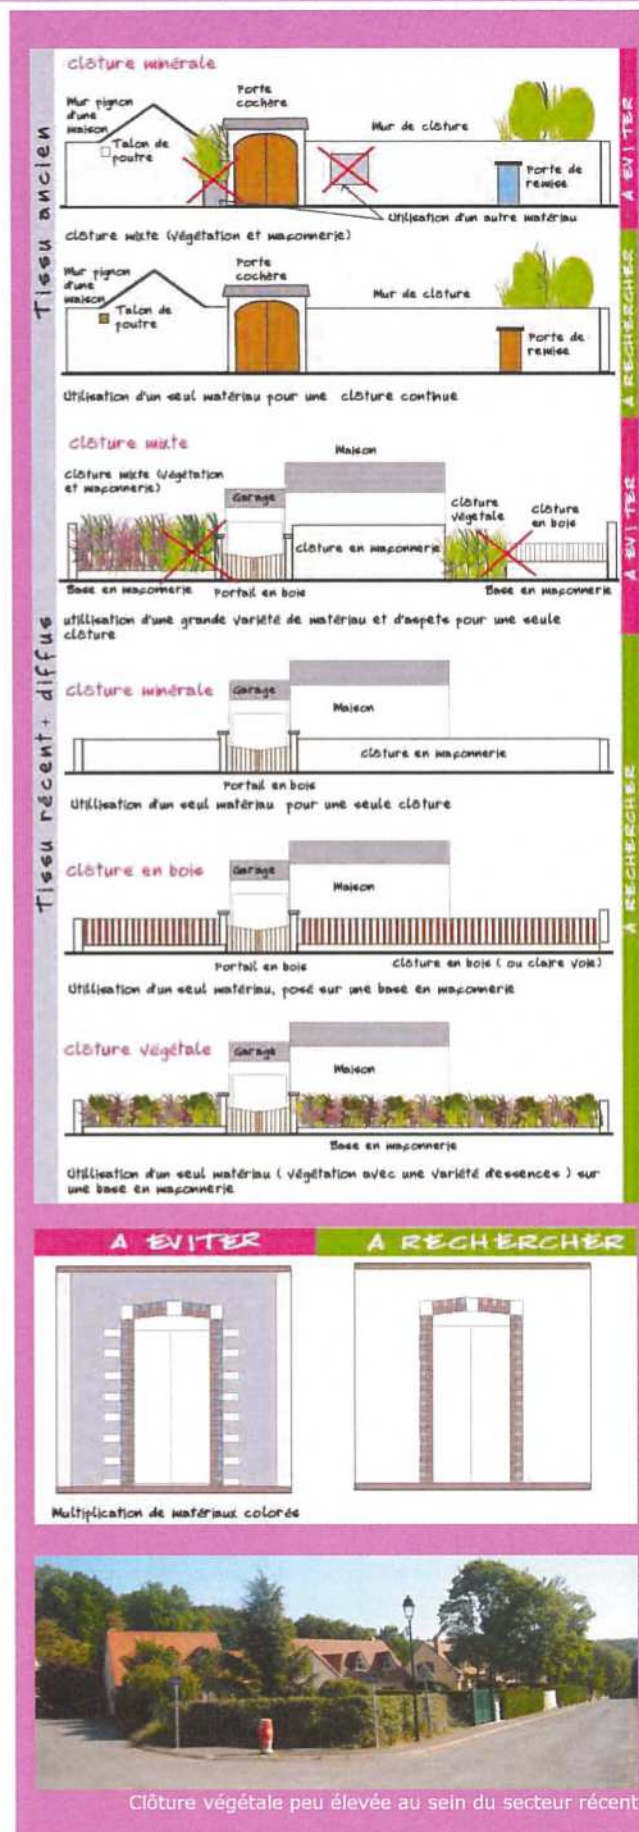 Tissu ancien
clôture minérale
Mur pignon
d'une
maison
Talon de
poutre
Porte
cochère
Mur de clôture
Porte de
remise
Utilisation d'un autre matériau
A EVITER
clôture mixte (végétation et maçonnerie)
Mur pignon
d'une
maison
Talon de
poutre
Porte
cochère
Mur de clôture
Porte de
remise
Utilisation d'un seul matériau pour une clôture continue
A RECHERCHER
Tissu récent + diffus
clôture mixte
clôture mixte (végétation
et maçonnerie)
Garage
Maison
clôture en maçonnerie
clôture
végétale
clôture
en bois
Base en maçonnerie
Portail en bois
Base en maçonnerie
utillisation d'une grande variété de matériau et d'aspets pour une seule
clôture
A EVITER
clôture minérale
Garage
Maison
clôture en maçonnerie
Portail en bois
Utillisation d'un seul matériau pour une seule clôture
clôture en bois
Garage
Maison
Portail en bois
clôture en bois ( ou claire voie)
Utillisation d'un seul matériau, posé sur une base en maçonnerie
A RECHERCHER
clôture végétale
Garage
Maison
Base en maçonnerie
Utillisation d'un seul matériau ( végétation avec une variété d'essences ) sur
une base en maçonnerie
A EVITER
A RECHERCHER
Multiplication de matériaux colorés
Clôture végétale peu élevée au sein du secteur récent